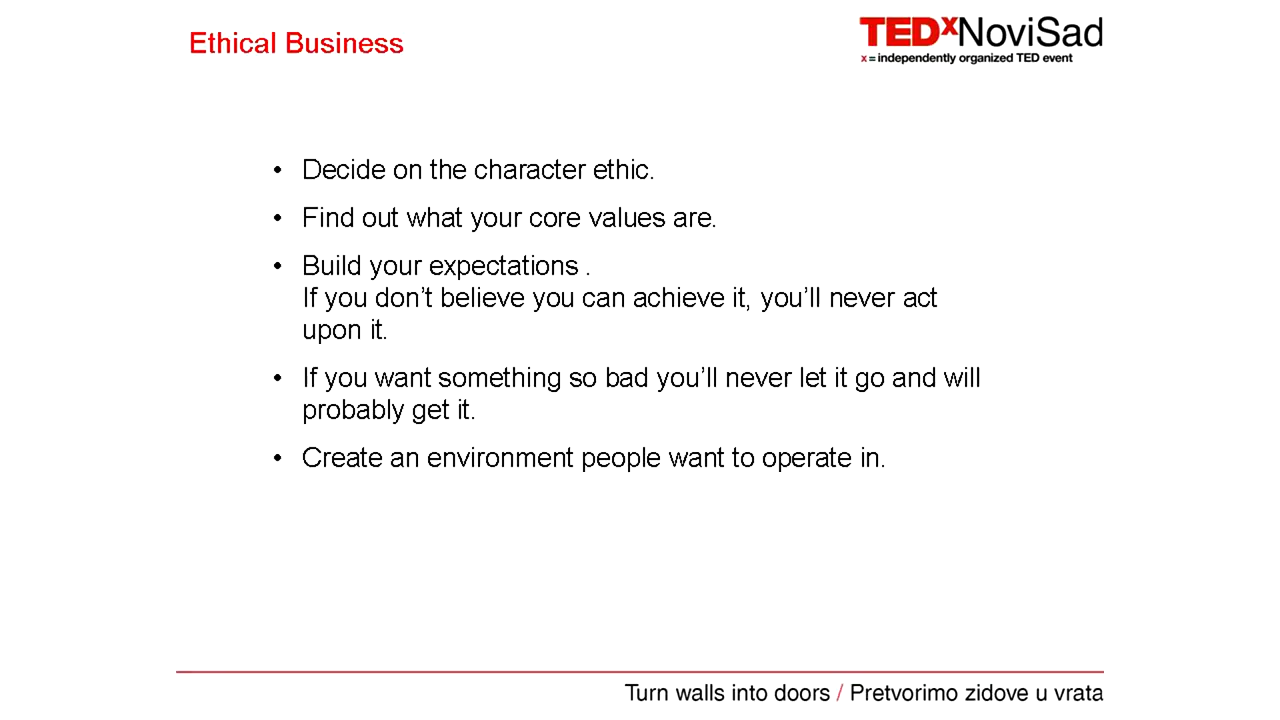 Ethical Business
TEDxNoviSad
x = independently organized TED event
• Decide on the character ethic.
• Find out what your core values are.
• Build your expectations .
If you don’t believe you can achieve it, you’ll never act
upon it.
• If you want something so bad you’ll never let it go and will
probably get it.
• Create an environment people want to operate in.
Turn walls into doors / Pretvorimo zidove u vrata